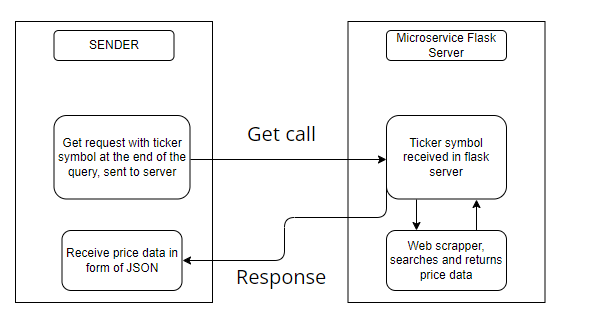 SENDER
Microservice Flask
Server
Get request with ticker
symbol at the end of the
query, sent to server
Get call
Ticker symbol
received in flask
server
Receive price data in
form of JSON
Response
Web scrapper,
searches and returns
price data